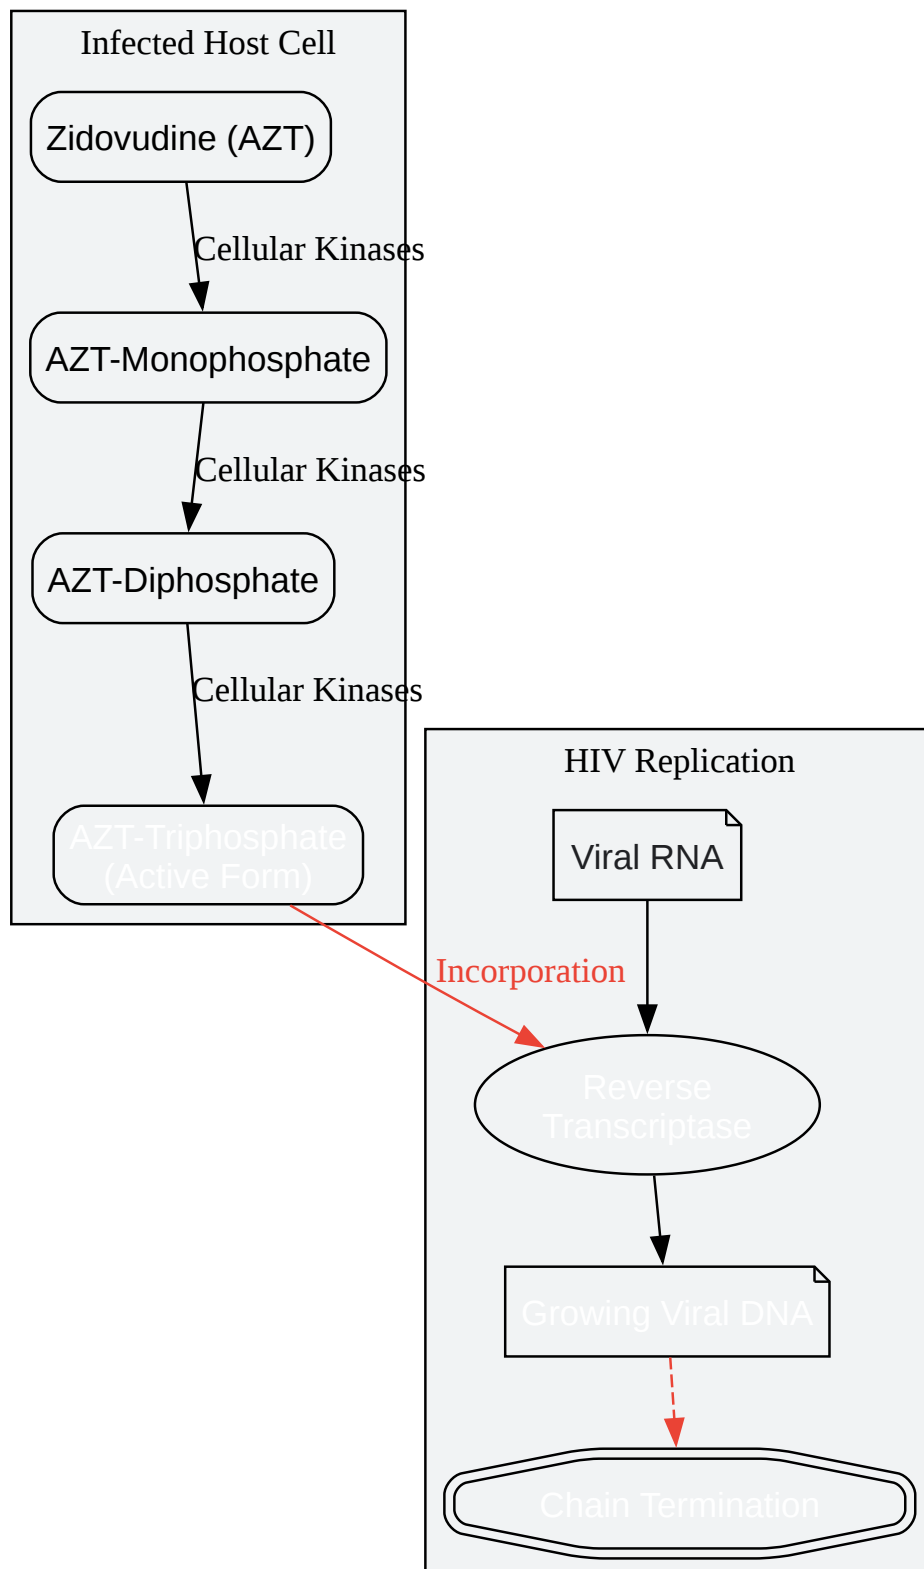 Infected Host Cell
Zidovudine (AZT)
Cellular Kinases
AZT-Monophosphate
Cellular Kinases
AZT-Diphosphate
Cellular Kinases
AZT-Triphosphate
(Active Form)
HIV Replication
Viral RNA
Incorporation
Reverse
Transcriptase
Growing Viral DNA
Chain Termination